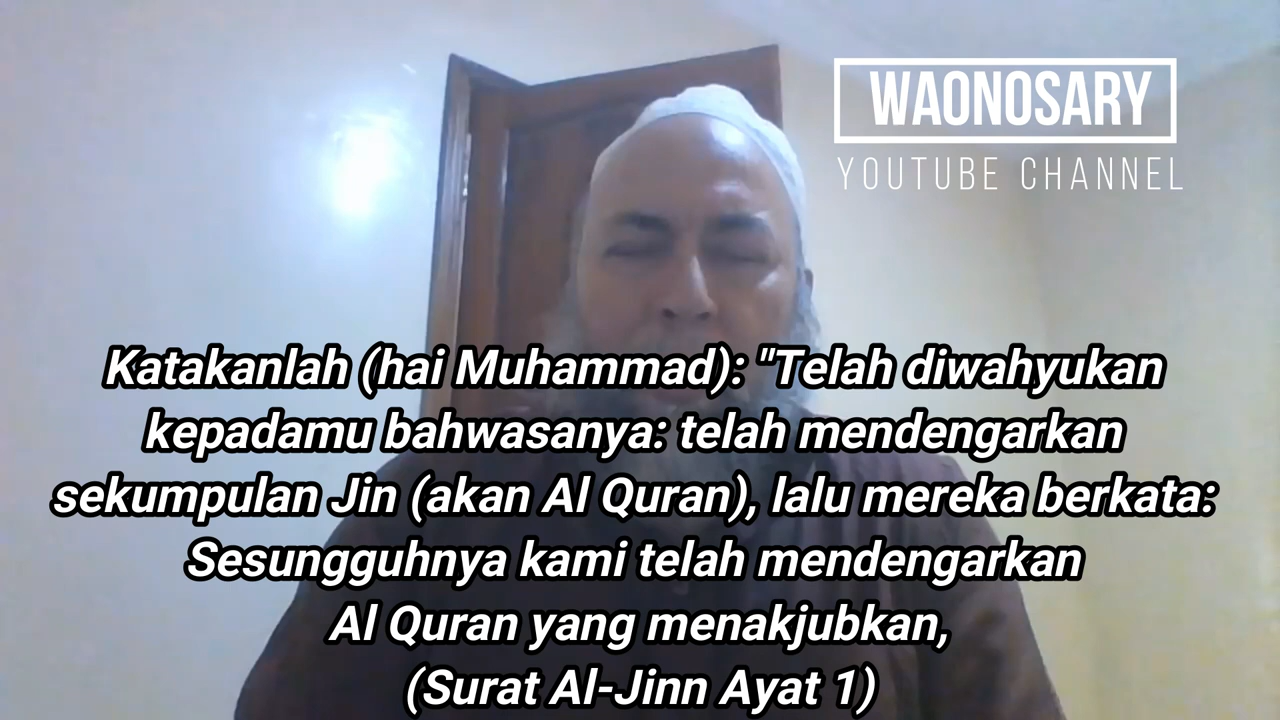 WAONOSARY
YOUTUBE CHANNEL
Katakanlah (hai Muhammad): "Telah diwahyukan
kepadamu bahwasanya: telah mendengarkan
sekumpulan Jin (akan Al Quran), lalu mereka berkata:
Sesungguhnya kami telah mendengarkan
Al Quran yang menakjubkan,
(Surat Al-Jinn Ayat 1)